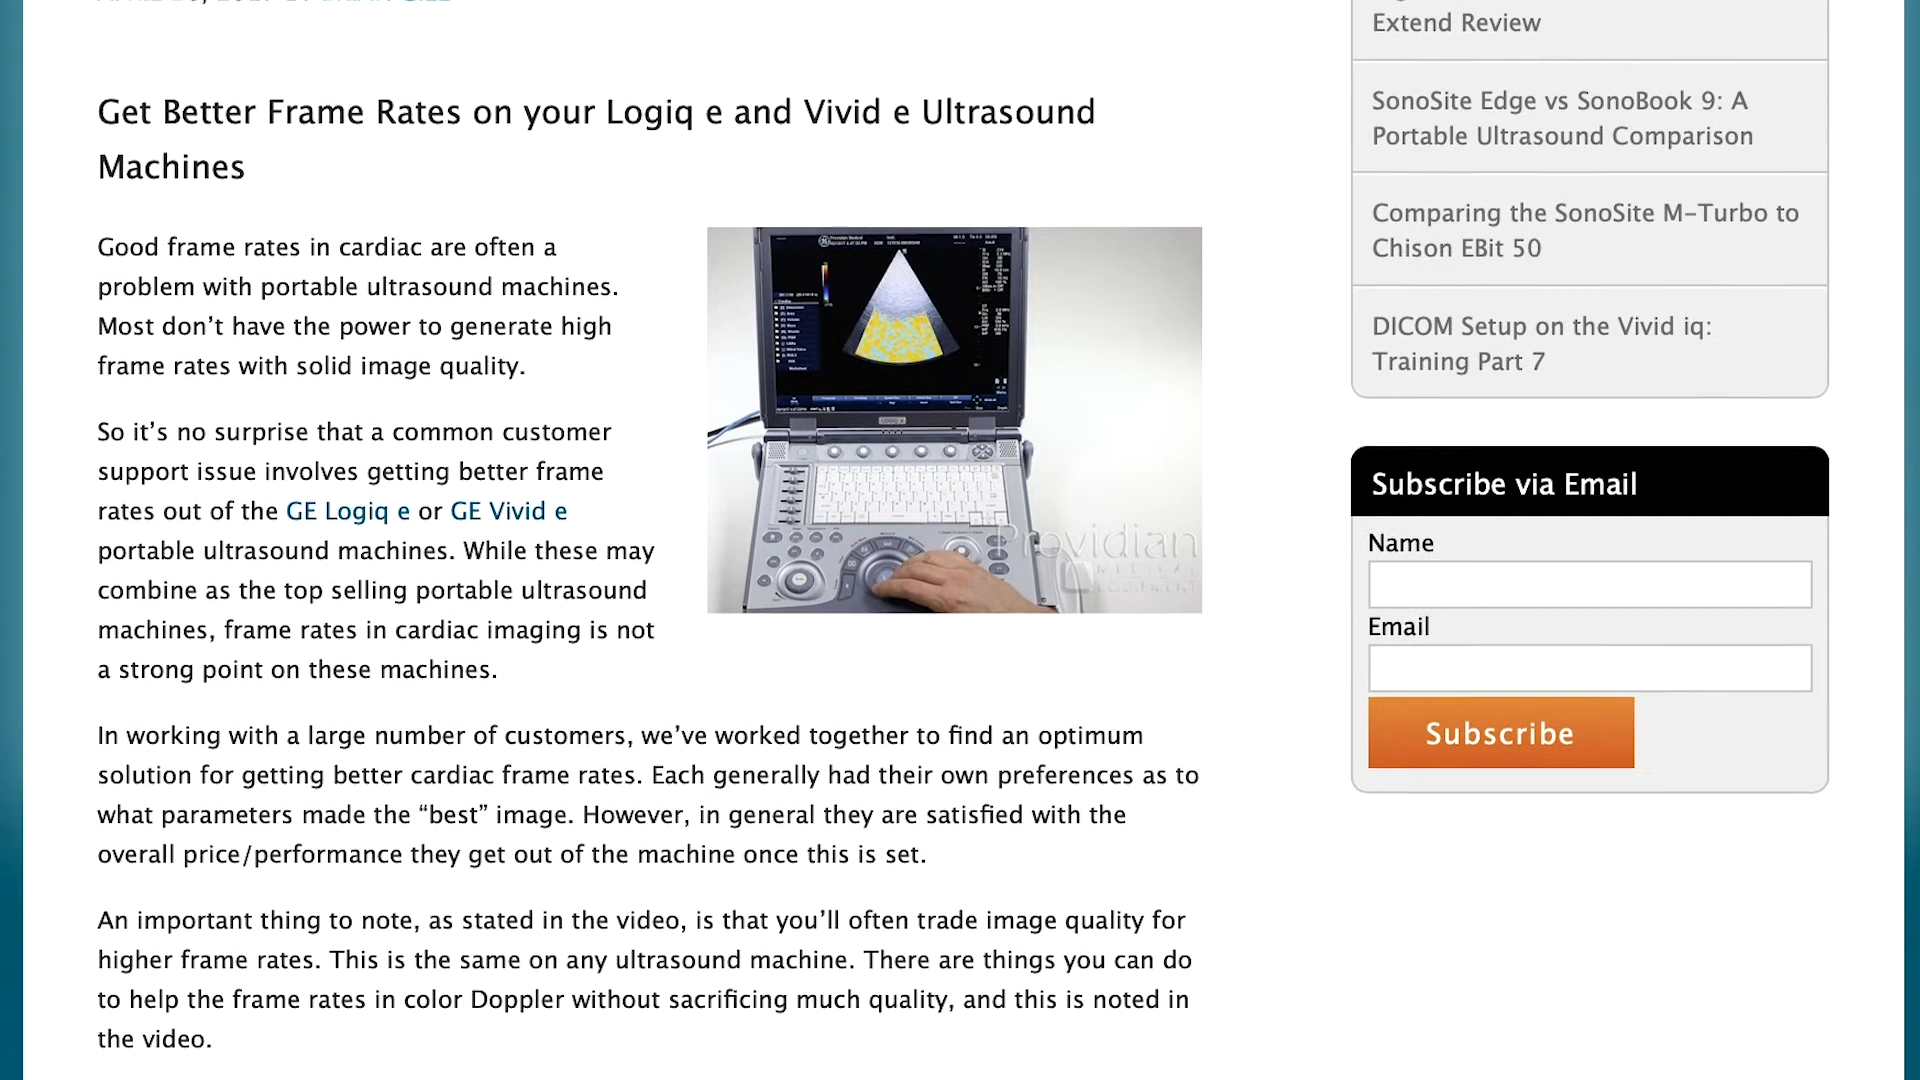 Get Better Frame Rates on your Logiq e and Vivid e Ultrasound
Machines
Good frame rates in cardiac are often a
problem with portable ultrasound machines.
Most don’t have the power to generate high
frame rates with solid image quality.
So it’s no surprise that a common customer
support issue involves getting better frame
rates out of the GE Logiq e or GE Vivid e
portable ultrasound machines. While these may
combine as the top selling portable ultrasound
machines, frame rates in cardiac imaging is not
a strong point on these machines.
Providian
MEDICAL
In working with a large number of customers, we’ve worked together to find an optimum
solution for getting better cardiac frame rates. Each generally had their own preferences as to
what parameters made the “best” image. However, in general they are satisfied with the
overall price/performance they get out of the machine once this is set.
An important thing to note, as stated in the video, is that you’ll often trade image quality for
higher frame rates. This is the same on any ultrasound machine. There are things you can do
to help the frame rates in color Doppler without sacrificing much quality, and this is noted in
the video.
Extend Review
SonoSite Edge vs SonoBook 9: A
Portable Ultrasound Comparison
Comparing the SonoSite M-Turbo to
Chison EBit 50
DICOM Setup on the Vivid iq:
Training Part 7
Subscribe via Email
Name
Email
Subscribe